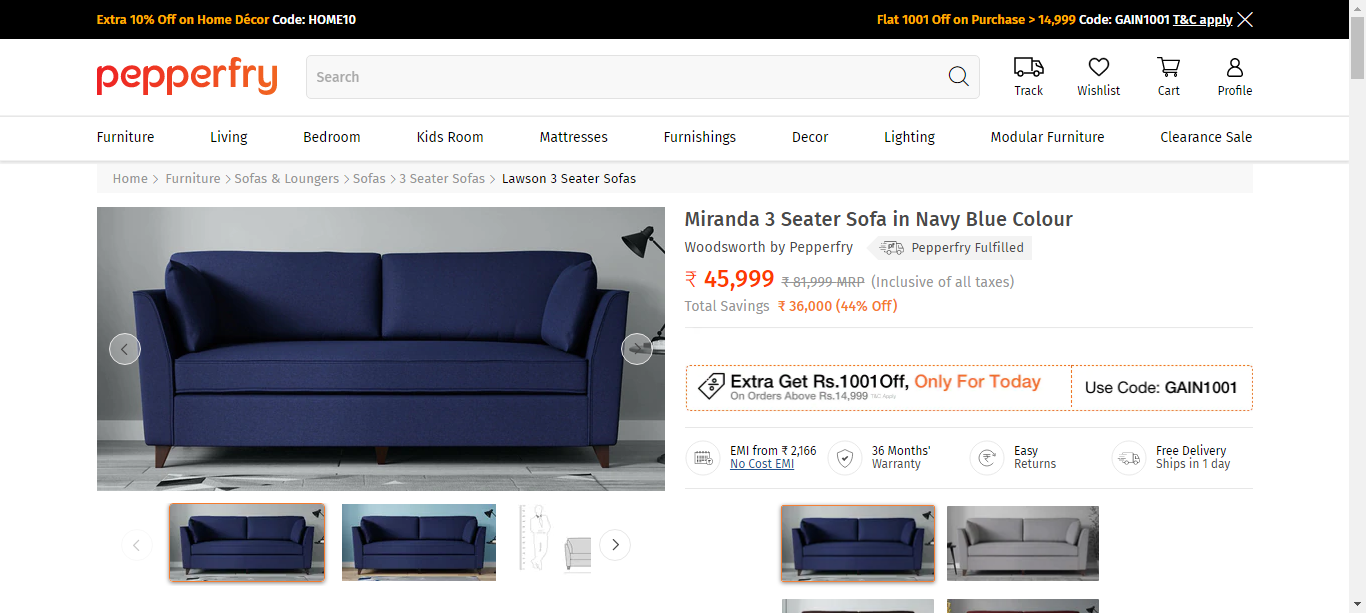 Extra 10% Off on Home Décor Code: HOME10
Flat 1001 Off on Purchase > 14,999 Code: GAIN1001 T&C apply
pepperfry
Search
Track
Wishlist
Cart
Profile
Furniture
Living
Bedroom
Kids Room
Mattresses
Furnishings
Decor
Lighting
Modular Furniture
Clearance Sale
Home > Furniture > Sofas & Loungers > Sofas > 3 Seater Sofas > Lawson 3 Seater Sofas
Miranda 3 Seater Sofa in Navy Blue Colour
Woodsworth by Pepperfry
pf Pepperfry Fulfilled
₹ 45,999 ₹ 81,999 MRP (Inclusive of all taxes)
Total Savings ₹ 36,000 (44% Off)
Extra Get Rs.1001Off, Only For Today
On Orders Above Rs.14,999 T&C Apply
Use Code: GAIN1001
EMI from ₹ 2,166
No Cost EMI
36 Months'
Warranty
Easy
Returns
Free Delivery
Ships in 1 day